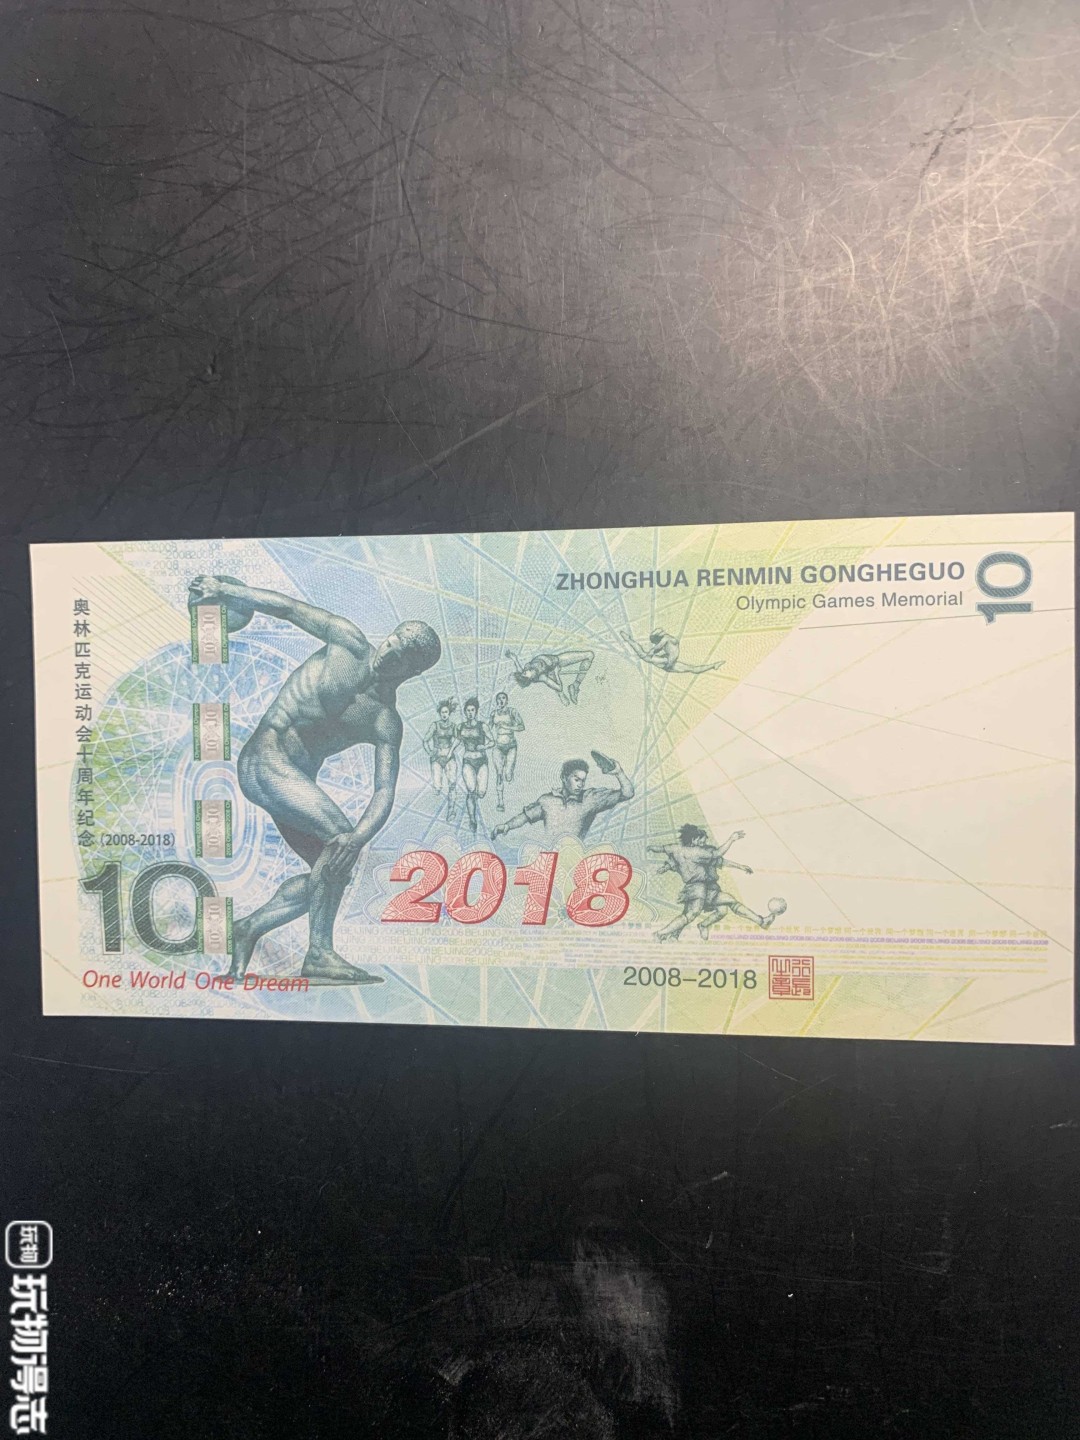 ZHONGHUA RENMIN GONGHEGUO
Olympic Games Memorial
10
奥林匹克运动会十周年纪念
(2008-2018)
10
2018
One World One Dream
2008-2018
玩物
玩物得志